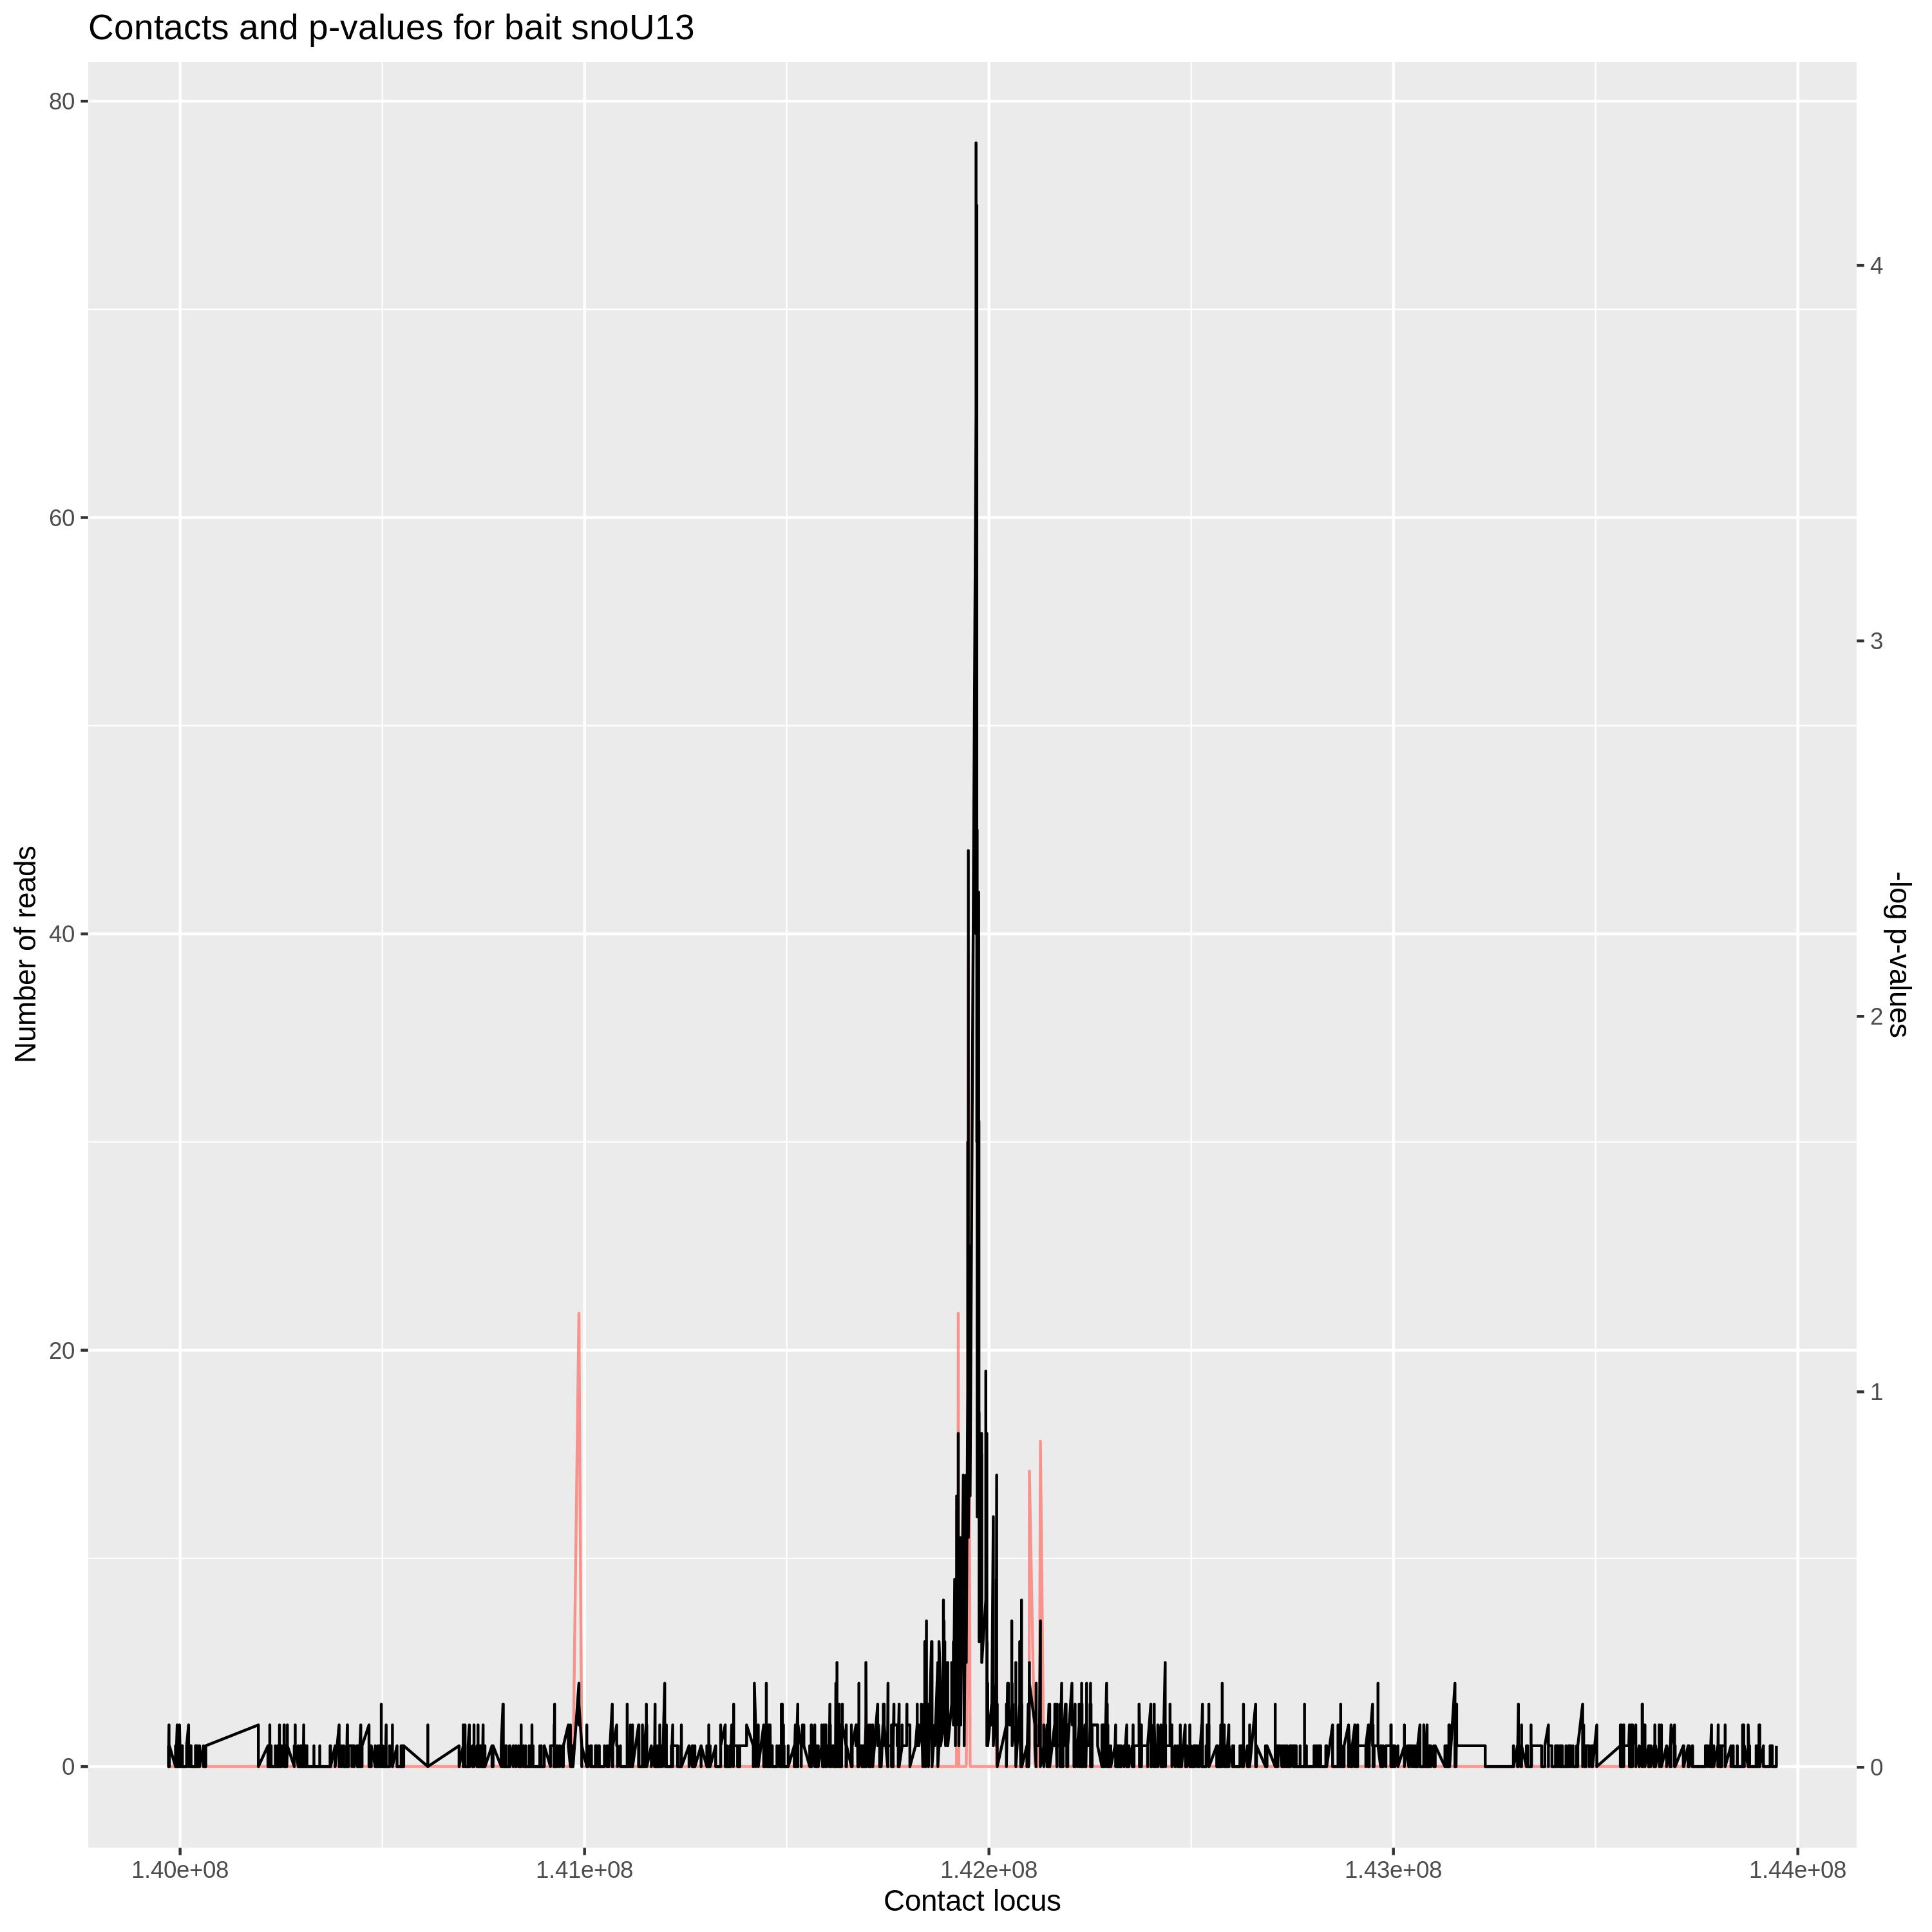 Contacts and p-values for bait snoU13
80
60
40
20
0
Number of reads
4
3
2
1
0
-log p-values
1.40e+08
1.41e+08
1.42e+08
1.43e+08
1.44e+08
Contact locus